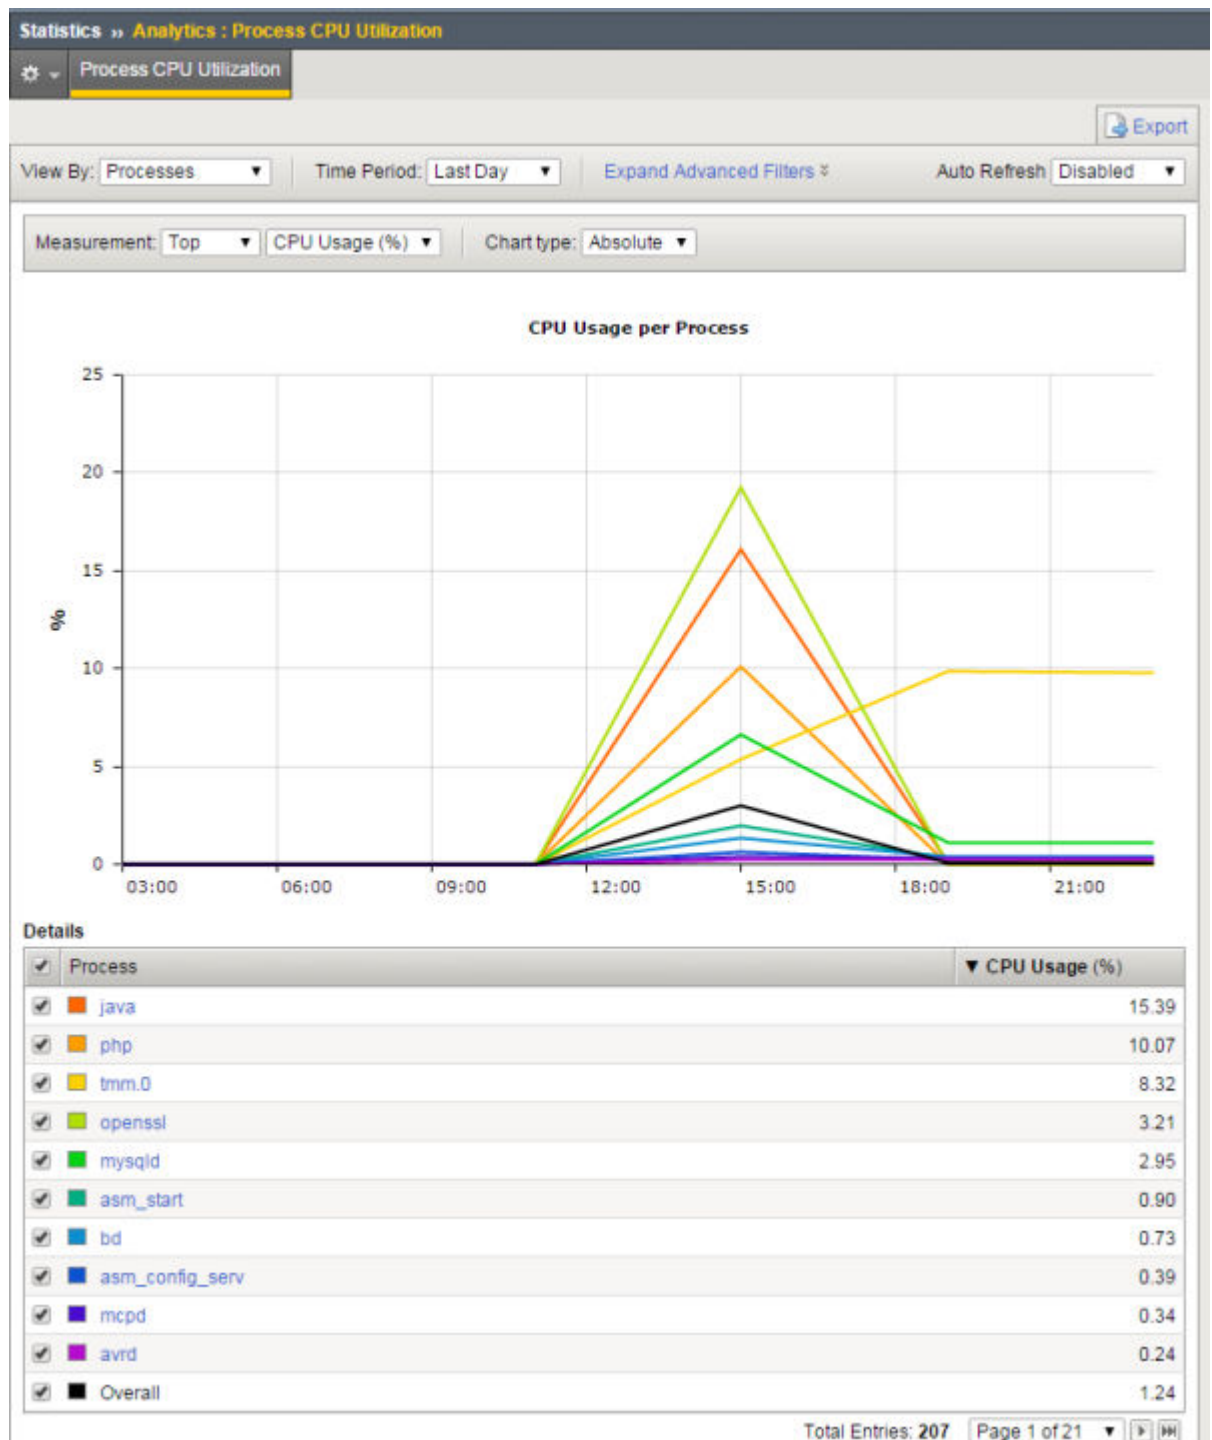 Statistics ›› Analytics : Process CPU Utilization
Process CPU Utilization
Export
View By: Processes Time Period: Last Day Expand Advanced Filters Auto Refresh Disabled
Measurement: Top CPU Usage (%) Chart type: Absolute
CPU Usage per Process
25
20
15
%
10
5
0
03:00 06:00 09:00 12:00 15:00 18:00 21:00
Details
Process CPU Usage (%)
java 15.39
php 10.07
tmm.0 8.32
openssl 3.21
mysqld 2.95
asm_start 0.90
bd 0.73
asm_config_serv 0.39
mcpd 0.34
avrd 0.24
Overall 1.24
Total Entries: 207 Page 1 of 21